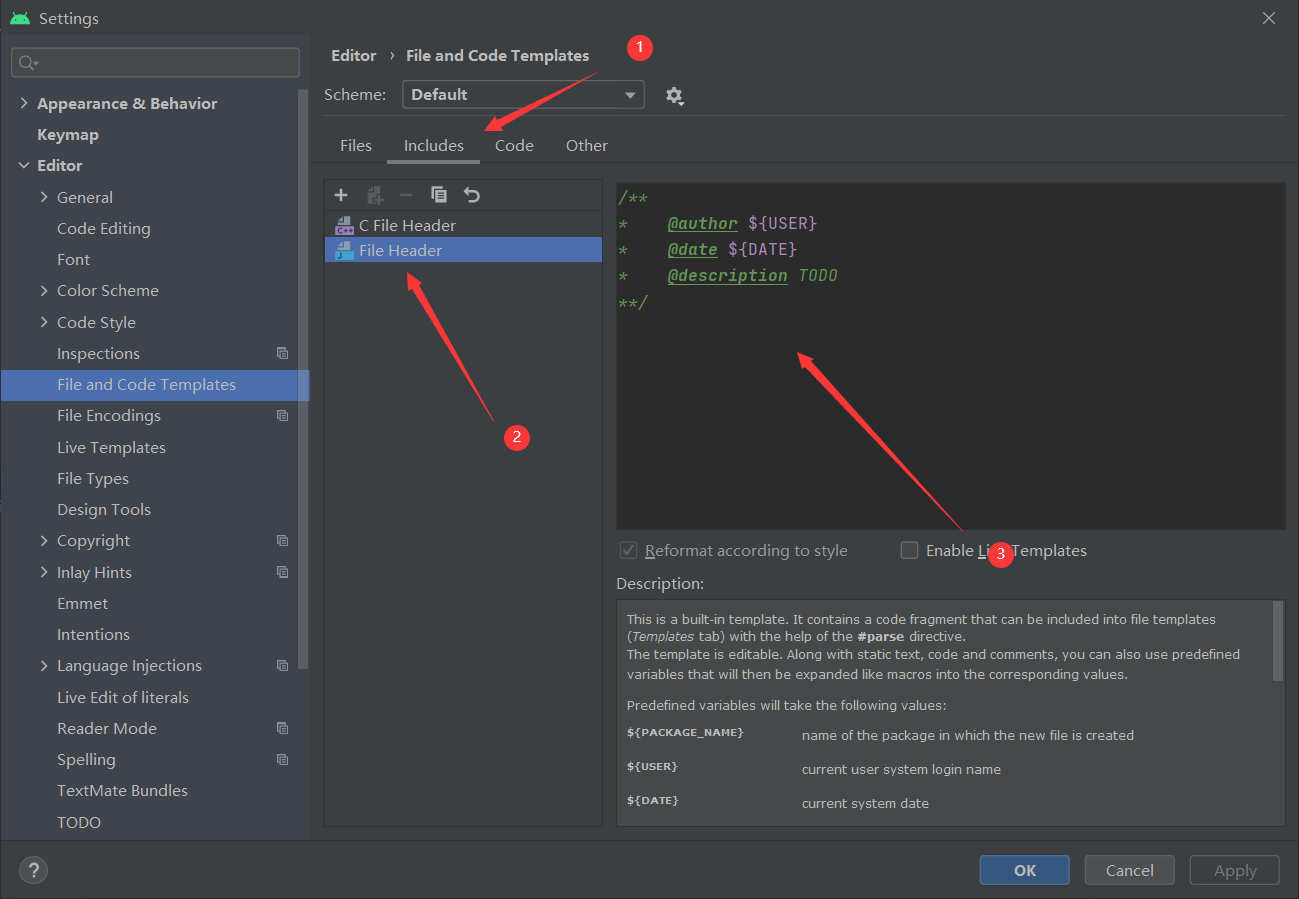 Settings
Editor › File and Code Templates
1
Scheme: Default
Files Includes Code Other
Appearance & Behavior
Keymap
Editor
General
Code Editing
Font
Color Scheme
Code Style
Inspections
File and Code Templates
File Encodings
Live Templates
File Types
Design Tools
Copyright
Inlay Hints
Emmet
Intentions
Language Injections
Live Edit of literals
Reader Mode
Spelling
TextMate Bundles
TODO
C++ C File Header
J File Header
2
/**
* @author ${USER}
* @date ${DATE}
* @description TODO
**/
Reformat according to style
Enable Li Templates
3
Description:
This is a built-in template. It contains a code fragment that can be included into file templates
(Templates tab) with the help of the #parse directive.
The template is editable. Along with static text, code and comments, you can also use predefined
variables that will then be expanded like macros into the corresponding values.
Predefined variables will take the following values:
${PACKAGE_NAME} name of the package in which the new file is created
${USER} current user system login name
${DATE} current system date
?
OK Cancel Apply